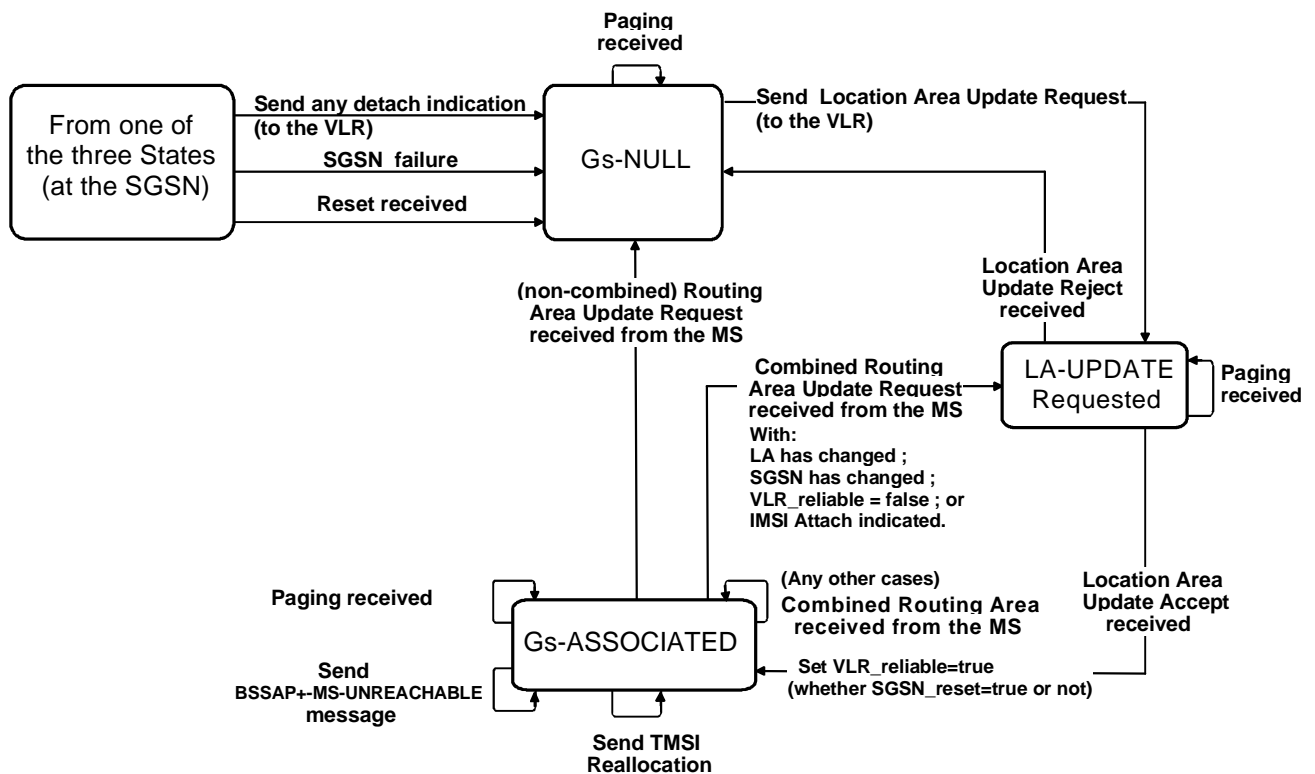 Paging
received
From one of
the three States
(at the SGSN)
Send any detach indication
(to the VLR)
SGSN failure
Reset received
Gs-NULL
Send Location Area Update Request
(to the VLR)
(non-combined) Routing
Area Update Request
received from the MS
Location Area
Update Reject
received
LA-UPDATE
Requested
Paging
received
Combined Routing
Area Update Request
received from the MS
With:
LA has changed ;
SGSN has changed ;
VLR_reliable = false ; or
IMSI Attach indicated.
Paging received
Gs-ASSOCIATED
(Any other cases)
Combined Routing Area
received from the MS
Location Area
Update Accept
received
Send
BSSAP+-MS-UNREACHABLE
message
Set VLR_reliable=true
(whether SGSN_reset=true or not)
Send TMSI
Reallocation